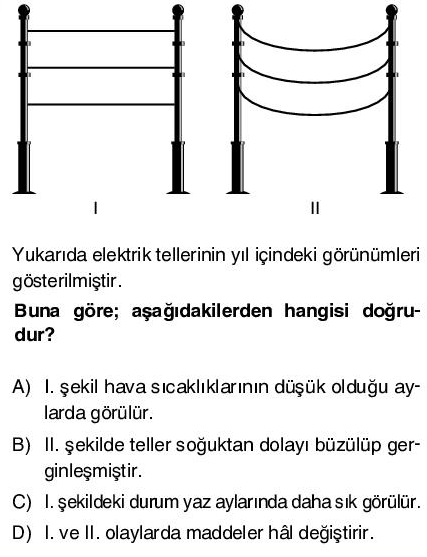 I
II
Yukarıda elektrik tellerinin yıl içindeki görünümleri
gösterilmiştir.
Buna göre; aşağıdakilerden hangisi doğru-
dur?
A) I. şekil hava sıcaklıklarının düşük olduğu ay-
larda görülür.
B) II. şekilde teller soğuktan dolayı büzülüp ger-
ginleşmiştir.
C) I. şekildeki durum yaz aylarında daha sık görülür.
D) I. ve II. olaylarda maddeler hâl değiştirir.